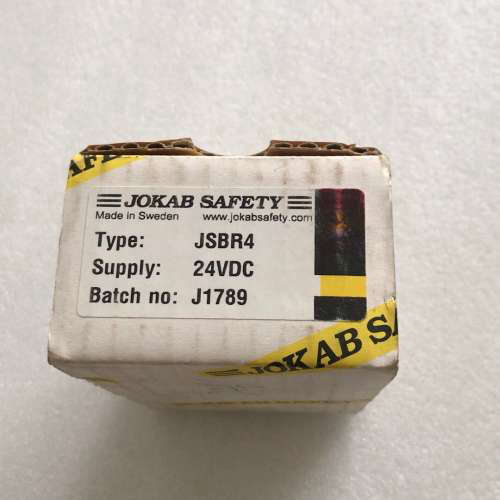 JOKAB SAFETY
Made in Sweden www.jokabsafety.com
Type: JSBR4
Supply: 24VDC
Batch no: J1789
JOKAB SA